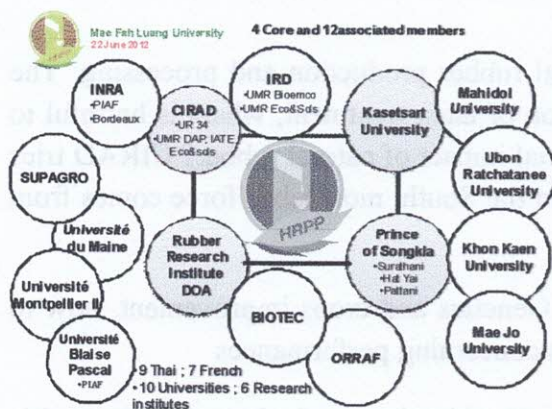 Mae Fah Luang University
22 June 2012
4 Core and 12associated members
INRA
•PIAF
•Bordeaux
CIRAD
•UR 34
•UMR DAP, IATE,
Eco&sds
IRD
•UMR Bioemco
•UMR Eco&Sds
Kasetsart
University
Mahidol
University
SUPAGRO
Ubon
Ratchatanee
University
Université
du Maine
HRPP
Rubber
Research
Institute
DOA
Prince
of Songkla
•Surathani
•Hat Yai
•Pattani
Khon Kaen
University
Université
Montpellier II
BIOTEC
ORRAF
Mae Jo
University
Université
Blaise
Pascal
•PIAF
•9 Thai ; 7 French
•10 Universities ; 6 Research
institutes